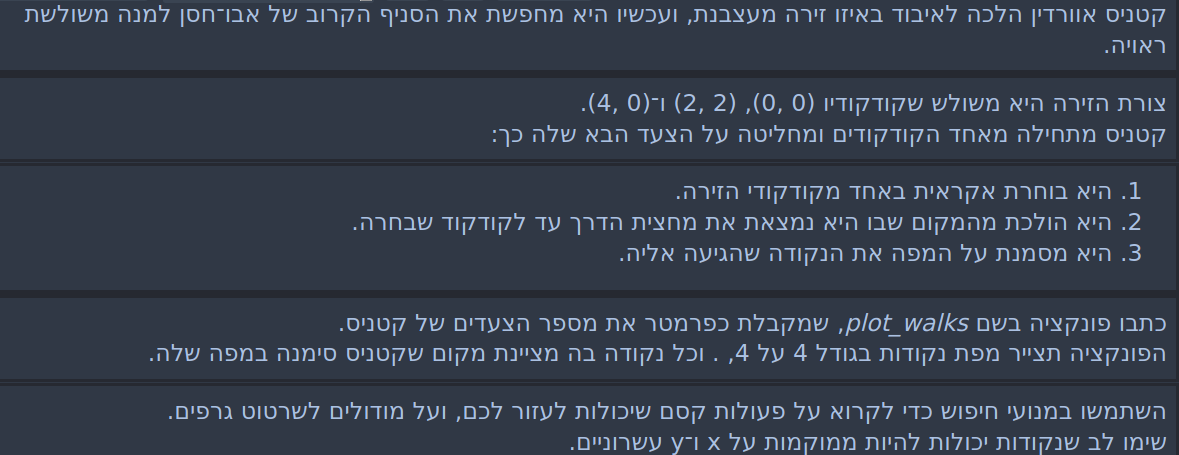 קטניס אוורדין הלכה לאיבוד באיזו זירה מעצבנת, ועכשיו היא מחפשת את הסניף הקרוב של אבו־חסן למנה משולשת
ראויה.
צורת הזירה היא משולש שקודקודיו (0, 0), (2, 2) ו־(4, 0).
קטניס מתחילה מאחד הקודקודים ומחליטה על הצעד הבא שלה כך:
1. היא בוחרת אקראית באחד מקודקודי הזירה.
2. היא הולכת מהמקום שבו היא נמצאת את מחצית הדרך עד לקודקוד שבחרה.
3. היא מסמנת על המפה את הנקודה שהגיעה אליה.
כתבו פונקציה בשם plot_walks, שמקבלת כפרמטר את מספר הצעדים של קטניס.
הפונקציה תצייר מפת נקודות בגודל 4 על 4, . וכל נקודה בה מציינת מקום שקטניס סימנה במפה שלה.
השתמשו במנועי חיפוש כדי לקרוא על פעולות קסם שיכולות לעזור לכם, ועל מודולים לשרטוט גרפים.
שימו לב שנקודות יכולות להיות ממוקמות על x ו־y עשרוניים.